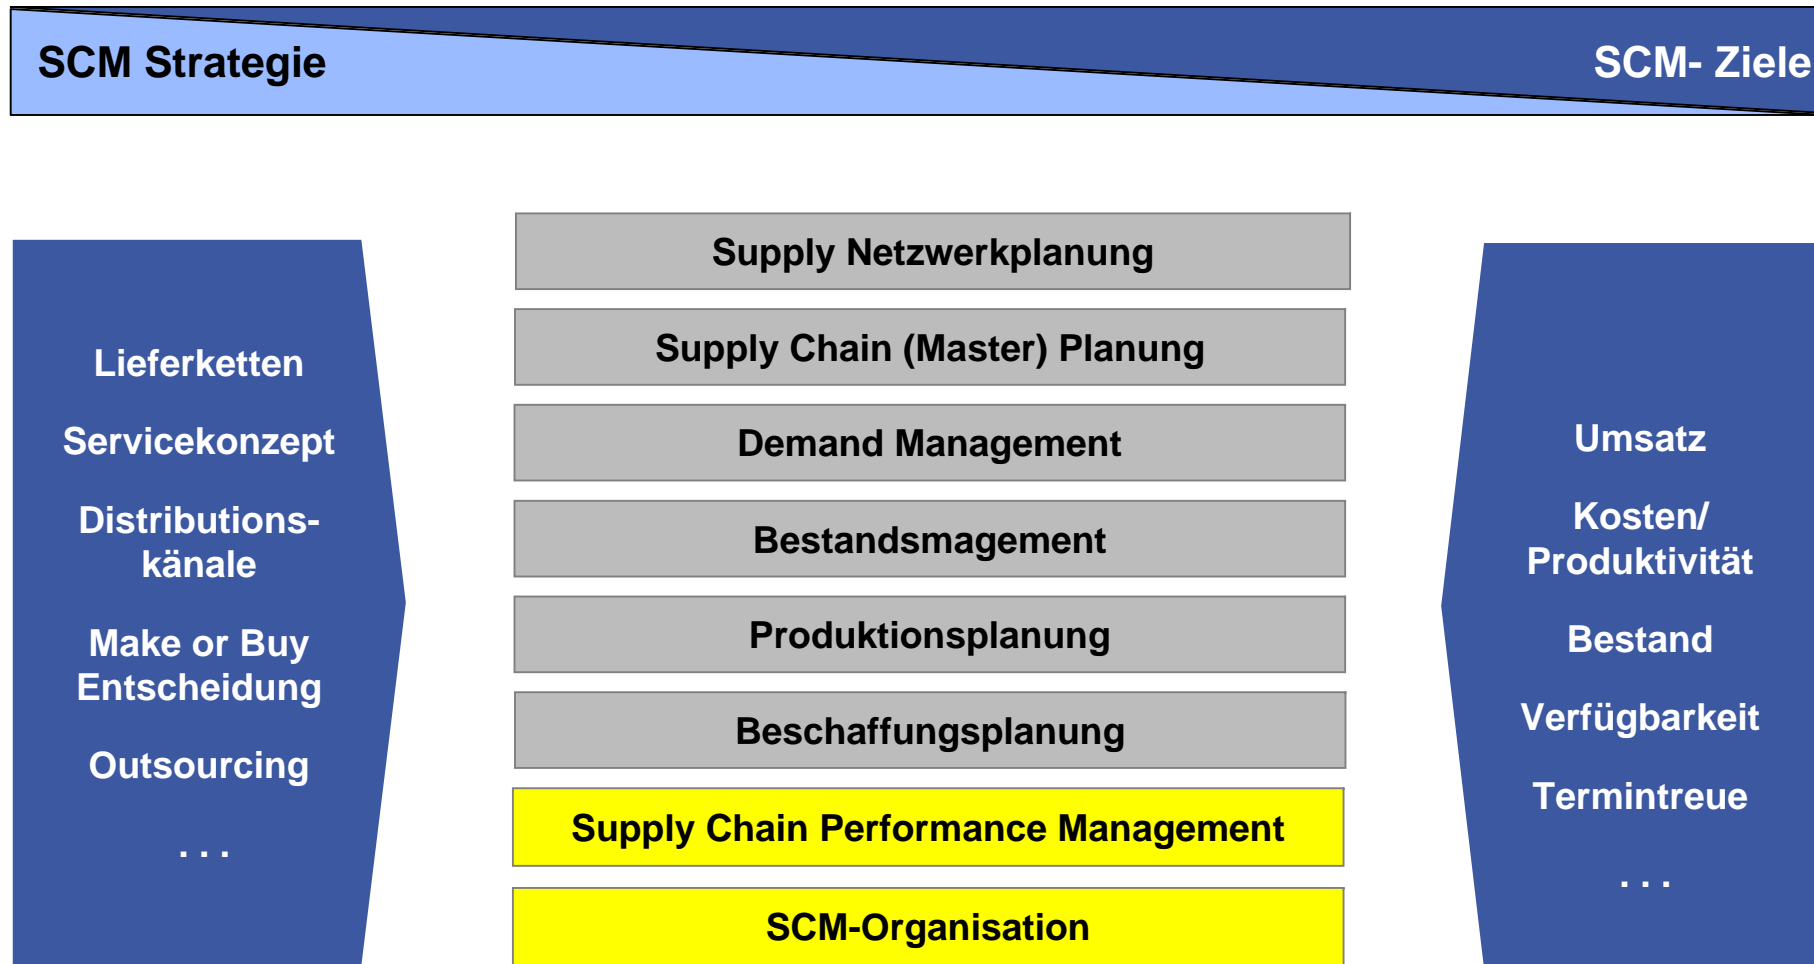 SCM Strategie
SCM- Ziele
Lieferketten
Servicekonzept
Distributions-
känale
Make or Buy
Entscheidung
Outsourcing
. . .
Supply Netzwerkplanung
Supply Chain (Master) Planung
Demand Management
Bestandsmagement
Produktionsplanung
Beschaffungsplanung
Supply Chain Performance Management
SCM-Organisation
Umsatz
Kosten/
Produktivität
Bestand
Verfügbarkeit
Termintreue
. . .